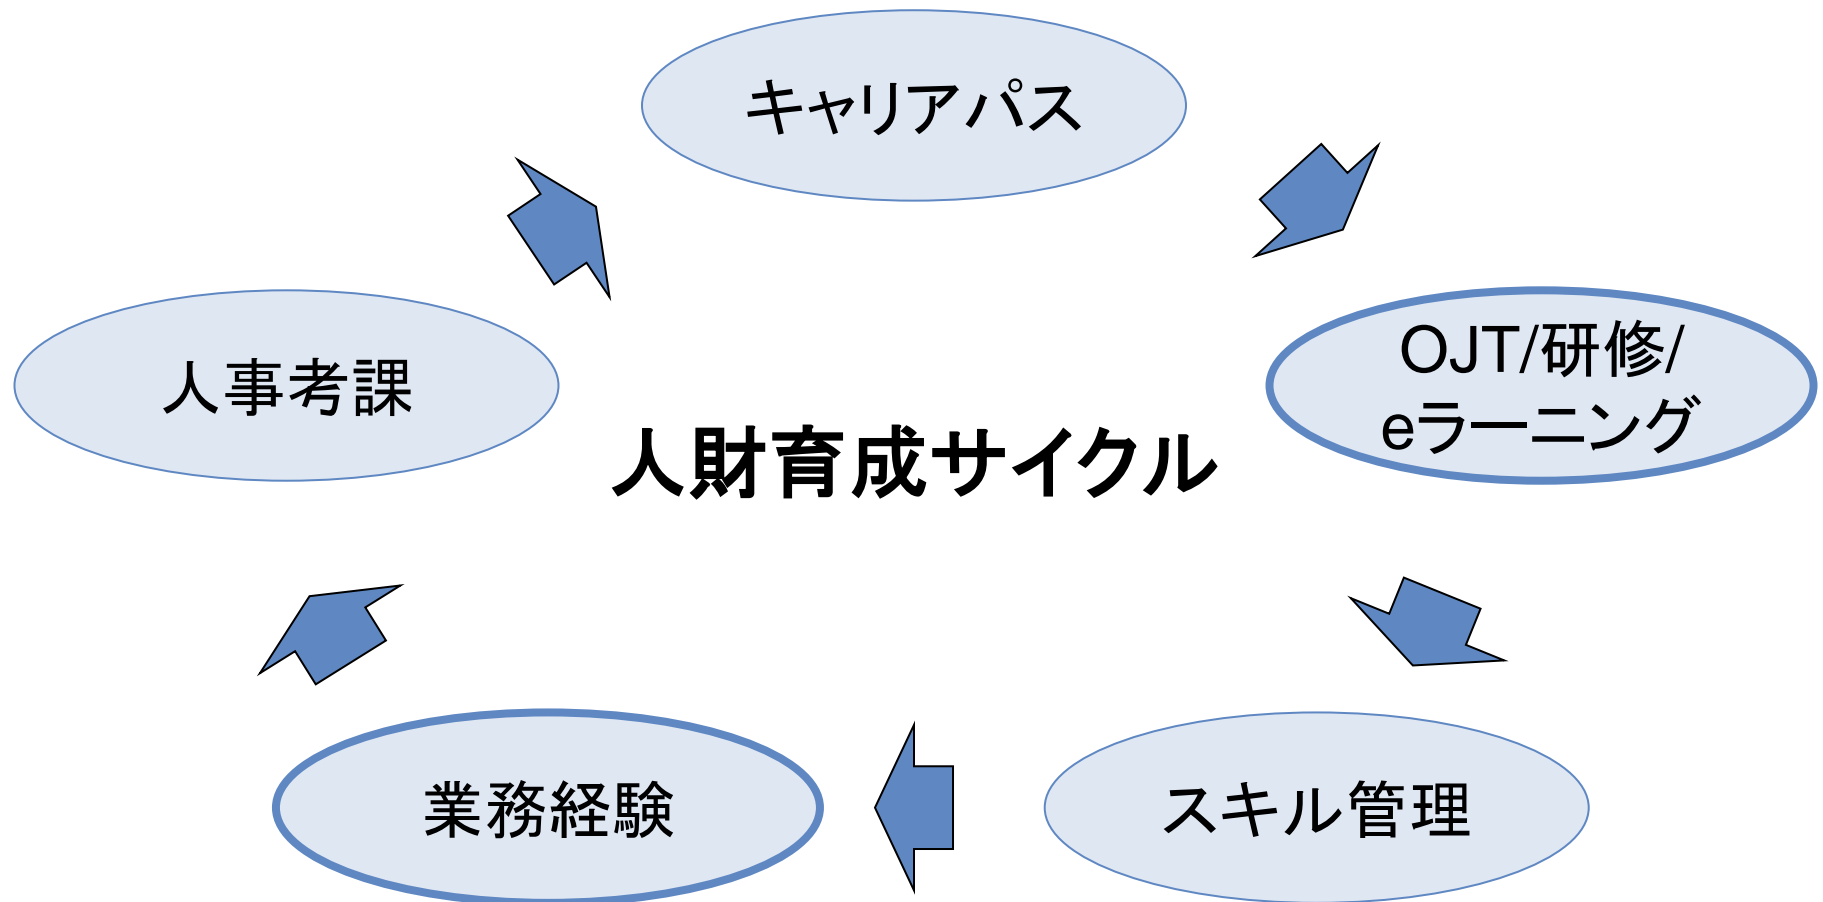 キャリアパス
OJT/研修/
eラーニング
人事考課
人財育成サイクル
業務経験
スキル管理